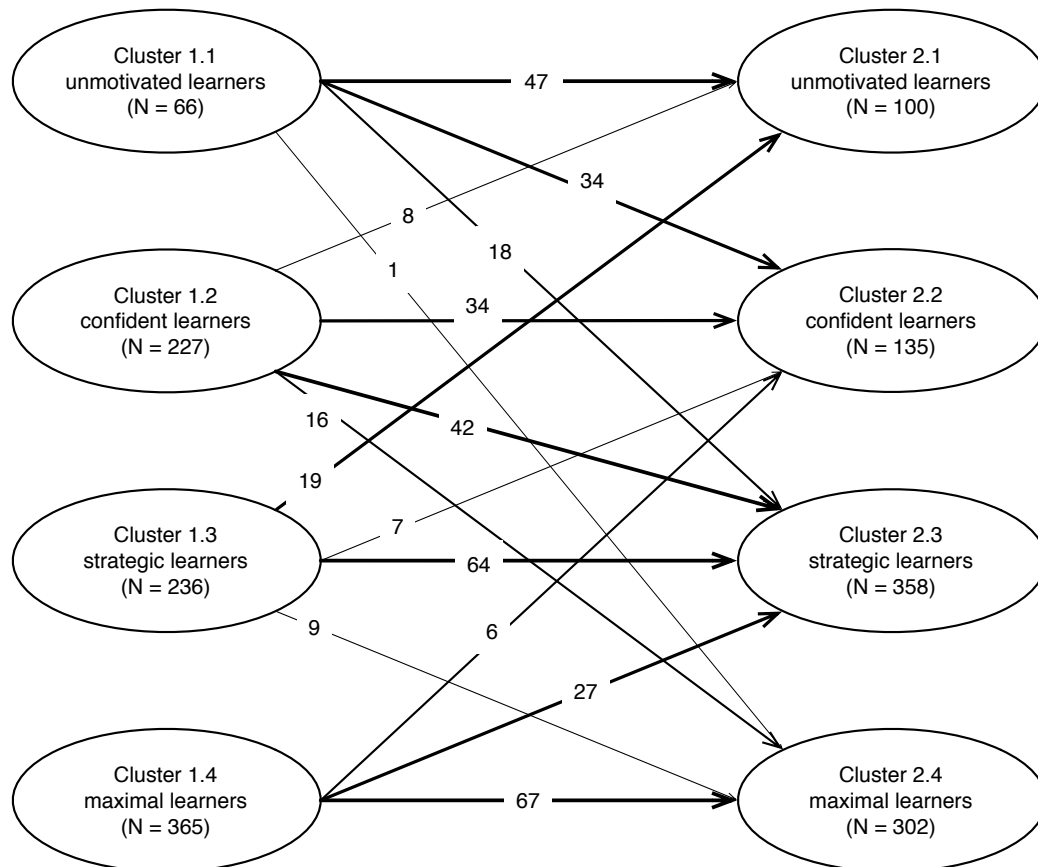 Cluster 1.1
unmotivated learners
(N = 66)
Cluster 2.1
unmotivated learners
(N = 100)
47
34
8
18
1
Cluster 1.2
confident learners
(N = 227)
34
Cluster 2.2
confident learners
(N = 135)
16
42
19
7
Cluster 1.3
strategic learners
(N = 236)
64
Cluster 2.3
strategic learners
(N = 358)
9
6
27
Cluster 1.4
maximal learners
(N = 365)
67
Cluster 2.4
maximal learners
(N = 302)